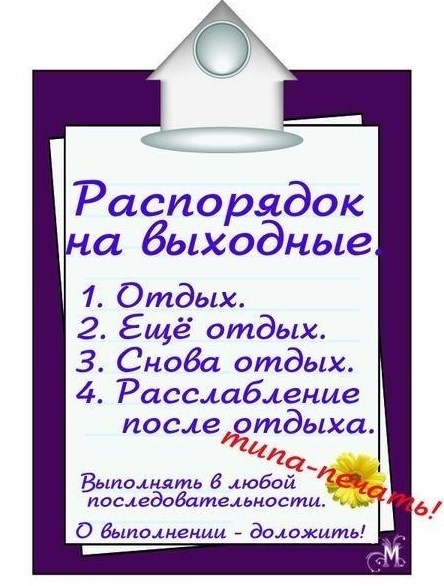 Распорядок
на выходные.
1. Отдых.
2. Ещё отдых.
3. Снова отдых.
4. Расслабление
после отдыха.
типа-печать!
Выполнять в любой
последовательности.
О выполнении - доложить!
М